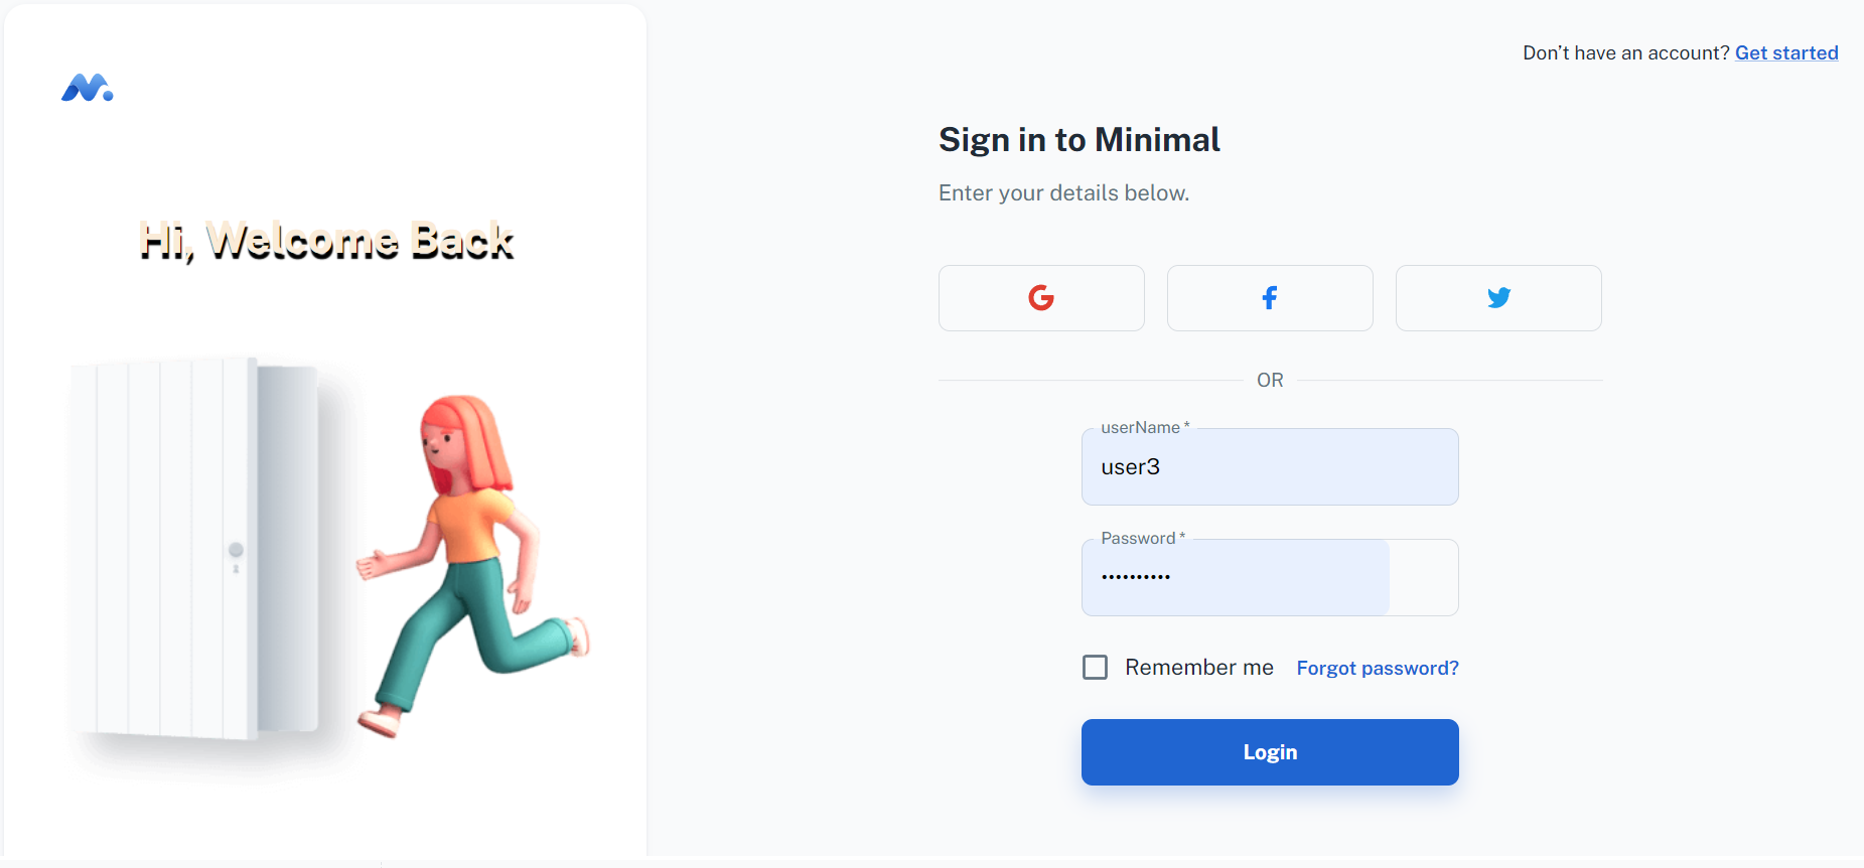 Don’t have an account? Get started
Hi, Welcome Back
Sign in to Minimal
Enter your details below.
OR
userName *
user3
Password *
••••••••••
Remember me Forgot password?
Login